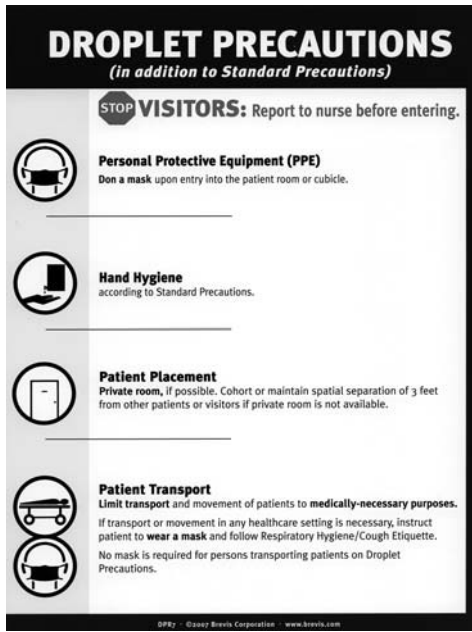 DROPLET PRECAUTIONS
(in addition to Standard Precautions)
STOP VISITORS: Report to nurse before entering.
Personal Protective Equipment (PPE)
Don a mask upon entry into the patient room or cubicle.
Hand Hygiene
according to Standard Precautions.
Patient Placement
Private room, if possible. Cohort or maintain spatial separation of 3 feet
from other patients or visitors if private room is not available.
Patient Transport
Limit transport and movement of patients to medically-necessary purposes.
If transport or movement in any healthcare setting is necessary, instruct
patient to wear a mask and follow Respiratory Hygiene/Cough Etiquette.
No mask is required for persons transporting patients on Droplet
Precautions.
DPR7 · ©2007 Brevis Corporation · www.brevis.com